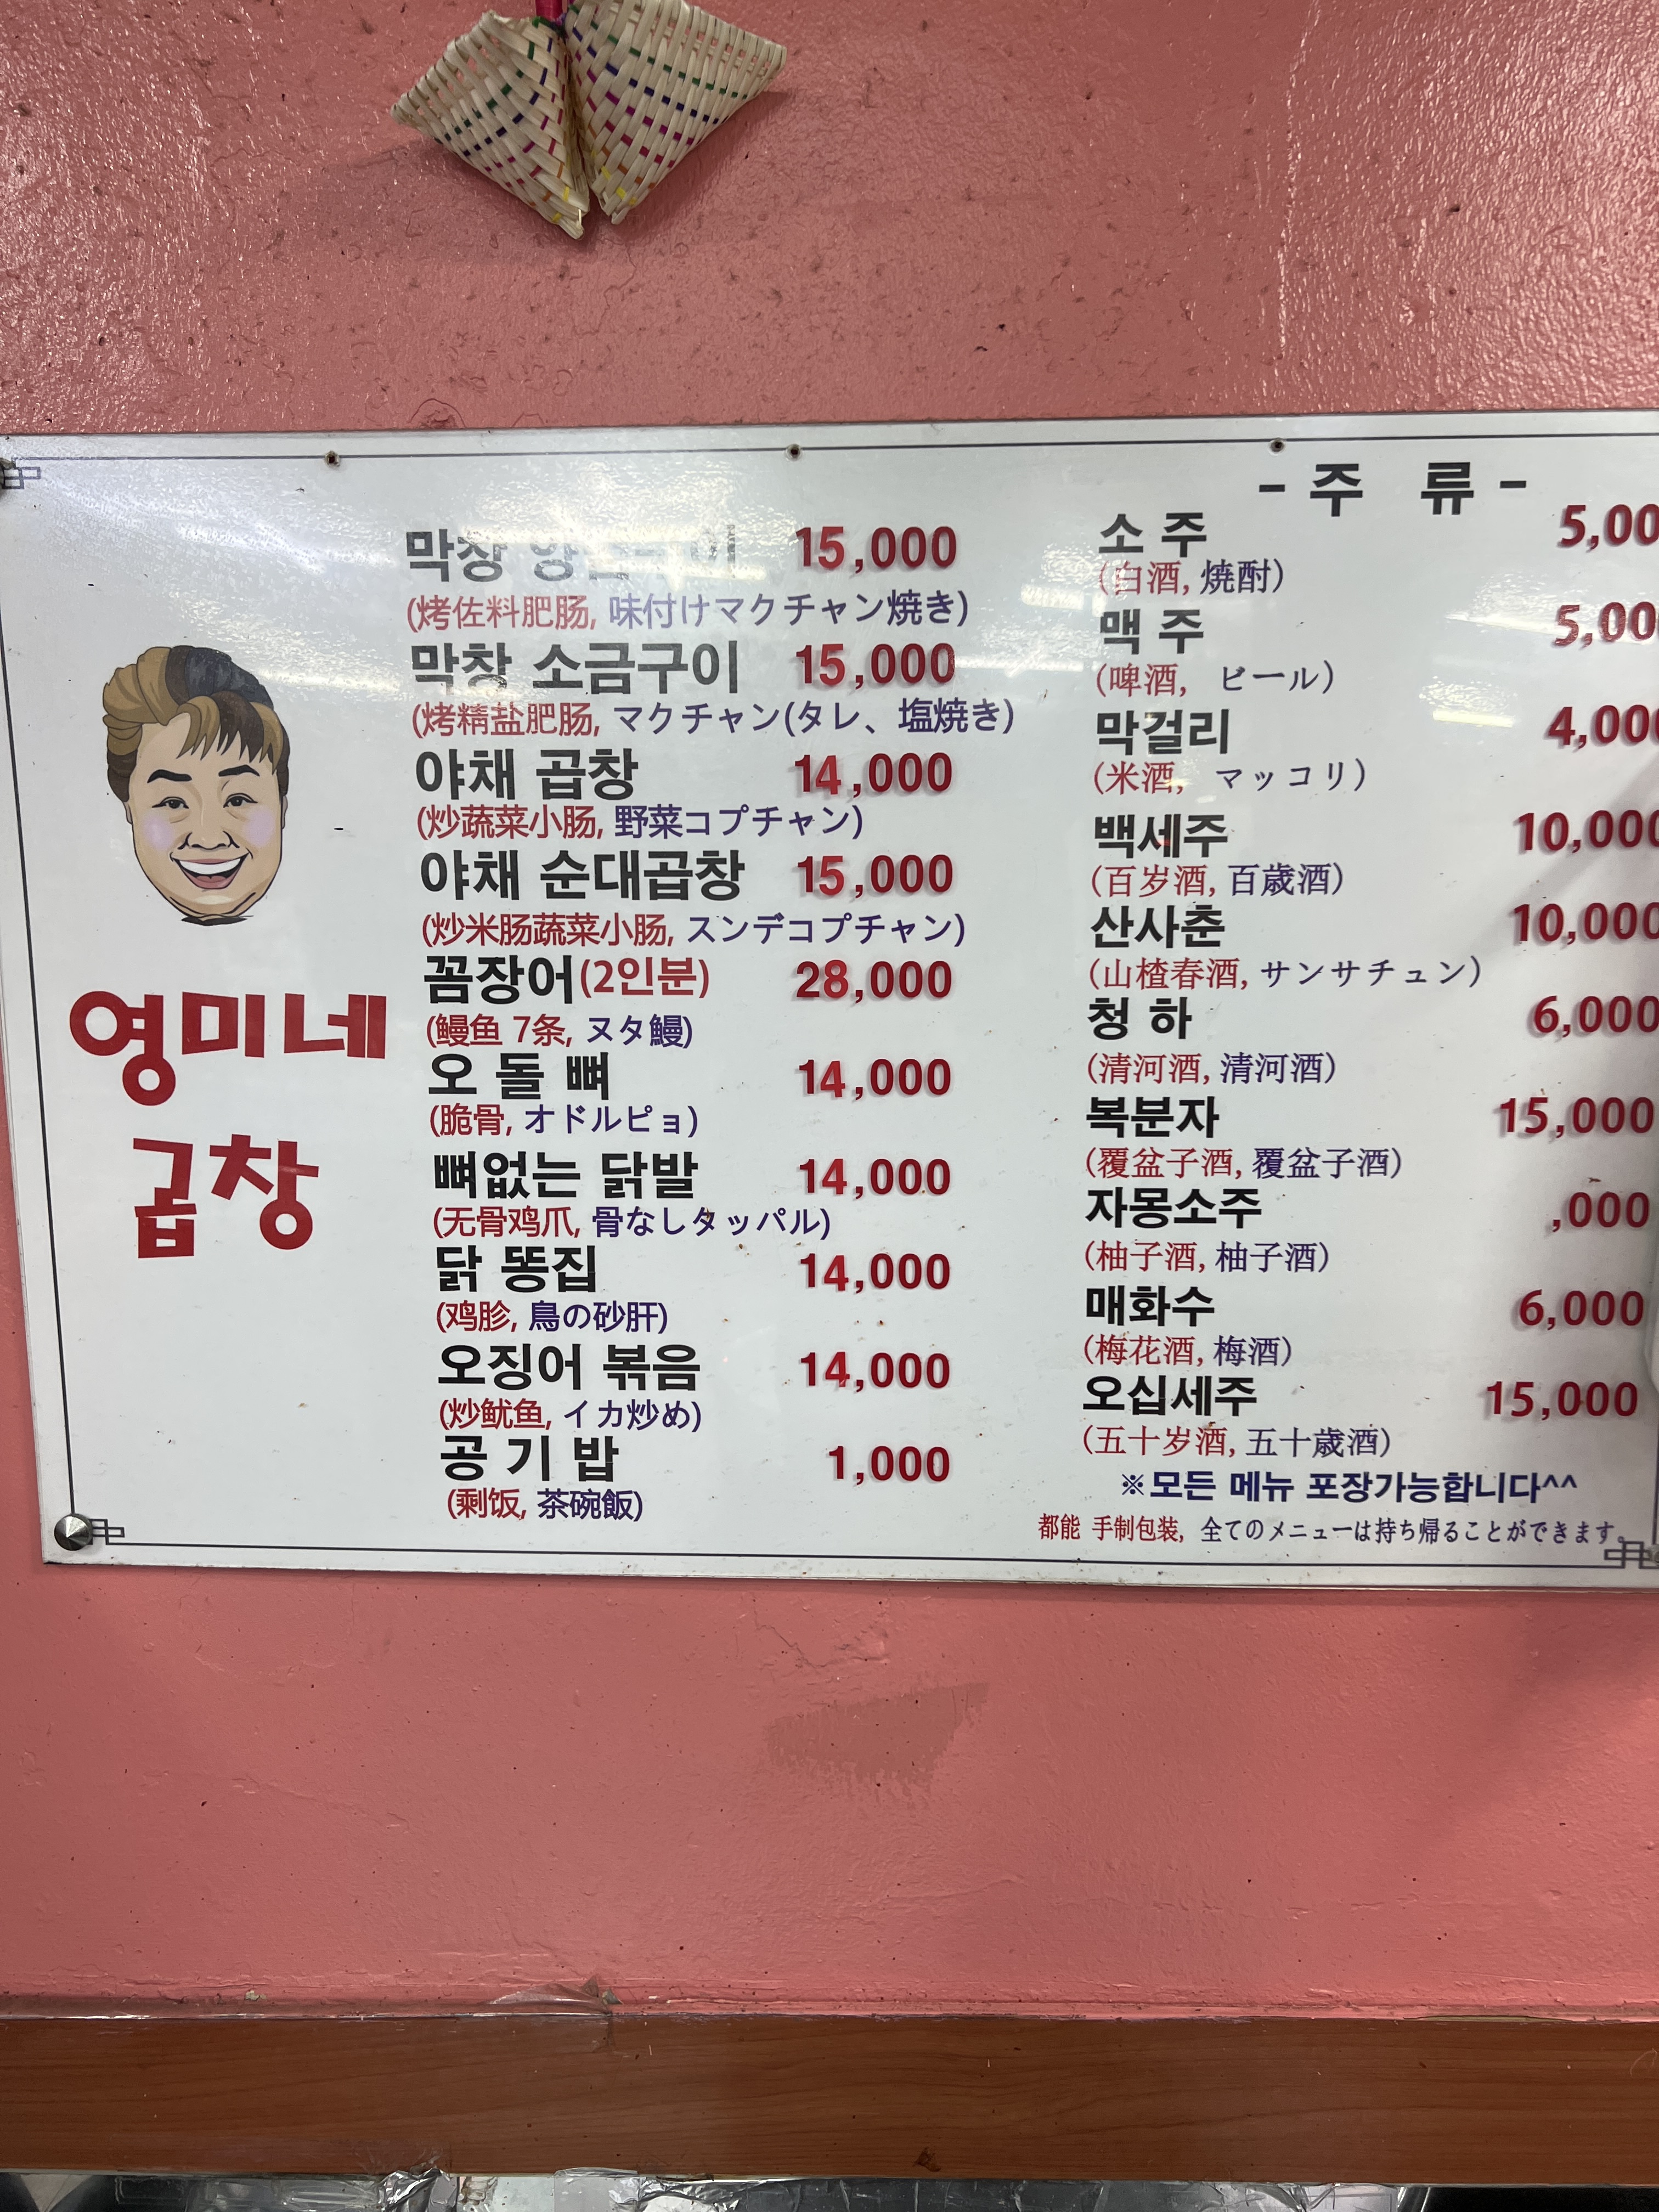 영미네
곱창
막창 15,000
(烤佐料肥肠, 味付けマクチャン焼き)
막창 소금구이 15,000
(烤精盐肥肠, マクチャン(タレ、塩焼き)
야채 곱창 14,000
(炒蔬菜小肠, 野菜コプチャン)
야채 순대곱창 15,000
(炒米肠蔬菜小肠, スンデコプチャン)
꼼장어(2인분) 28,000
(鳗鱼 7条, ヌタ鰻)
오 돌 뼈 14,000
(脆骨, オドルピョ)
뼈없는 닭발 14,000
(无骨鸡爪, 骨なしタッパル)
닭 똥집 14,000
(鸡胗, 鳥の砂肝)
오징어 볶음 14,000
(炒鱿鱼, イカ炒め)
공 기 밥 1,000
(剩饭, 茶碗飯)
- 주 류 -
소 주 5,00
(白酒, 焼酎)
맥 주 5,00
(啤酒, ビール)
막걸리 4,000
(米酒, マッコリ)
백세주 10,000
(百岁酒, 百歳酒)
산사춘 10,000
(山楂春酒, サンサチュン)
청 하 6,000
(清河酒, 清河酒)
복분자 15,000
(覆盆子酒, 覆盆子酒)
자몽소주 ,000
(柚子酒, 柚子酒)
매화수 6,000
(梅花酒, 梅酒)
오십세주 15,000
(五十岁酒, 五十歳酒)
※모든 메뉴 포장가능합니다^^
都能 手制包装, 全てのメニューは持ち帰ることができます。